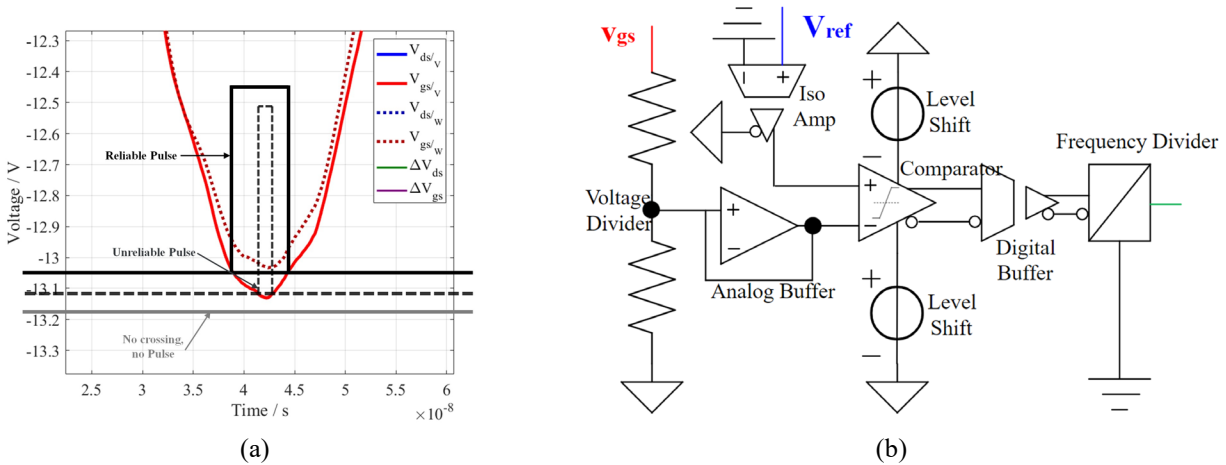 -12.3
-12.4
-12.5
-12.6
-12.7
-12.8
-12.9
-13
-13.1
-13.2
-13.3
Voltage / V
2.5
3
3.5
4
4.5
5
5.5
6
×10⁻⁸
Time / s
V_ds/V
V_gs/V
V_ds/W
V_gs/W
ΔV_ds
ΔV_gs
Reliable Pulse
Unreliable Pulse
No crossing,
no Pulse
(a)
V_gs
V_ref
− +
Iso
Amp
+
Level
Shift
−
Frequency Divider
Comparator
Voltage
Divider
+
−
Analog Buffer
+
−
Digital
Buffer
+
Level
Shift
−
(b)